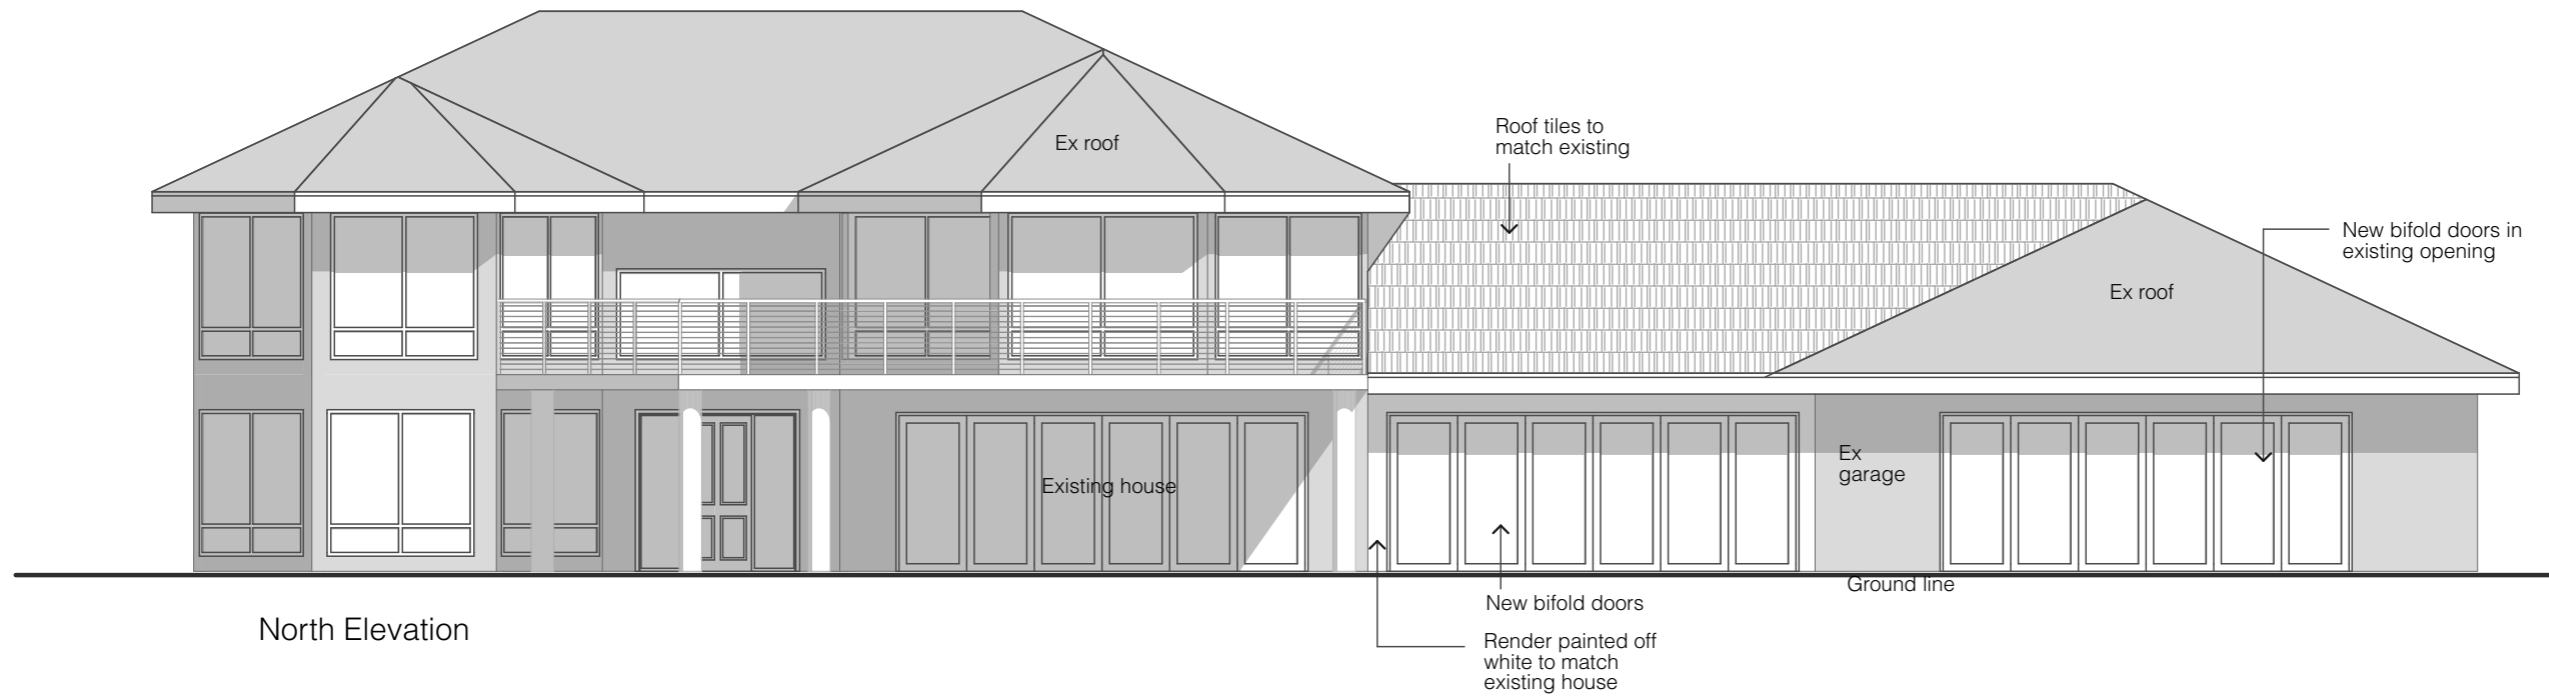 Ex roof
Roof tiles to
match existing
New bifold doors in
existing opening
Ex roof
Existing house
Ex
garage
Ground line
New bifold doors
North Elevation
Render painted off
white to match
existing house